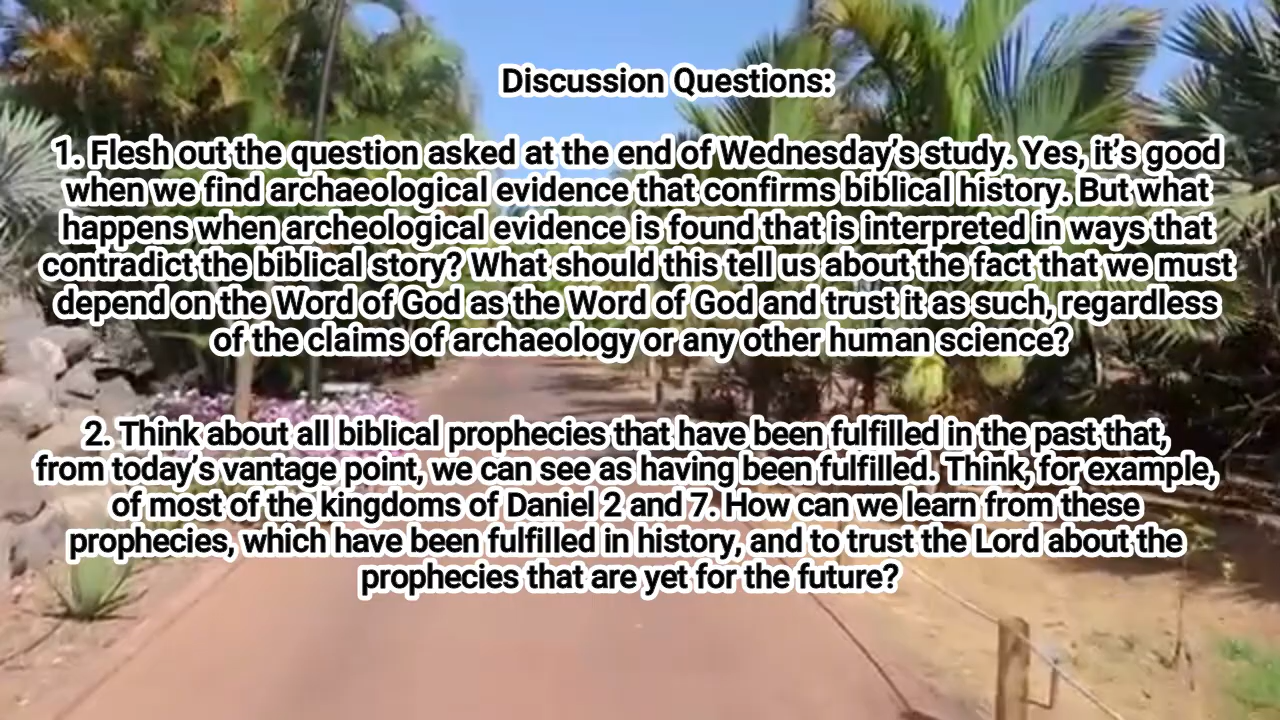 Discussion Questions:
1. Flesh out the question asked at the end of Wednesday's study. Yes, it's good
when we find archaeological evidence that confirms biblical history. But what
happens when archeological evidence is found that is interpreted in ways that
contradict the biblical story? What should this tell us about the fact that we must
depend on the Word of God as the Word of God and trust it as such, regardless
of the claims of archaeology or any other human science?
2. Think about all biblical prophecies that have been fulfilled in the past that,
from today's vantage point, we can see as having been fulfilled. Think, for example,
of most of the kingdoms of Daniel 2 and 7. How can we learn from these
prophecies, which have been fulfilled in history, and to trust the Lord about the
prophecies that are yet for the future?